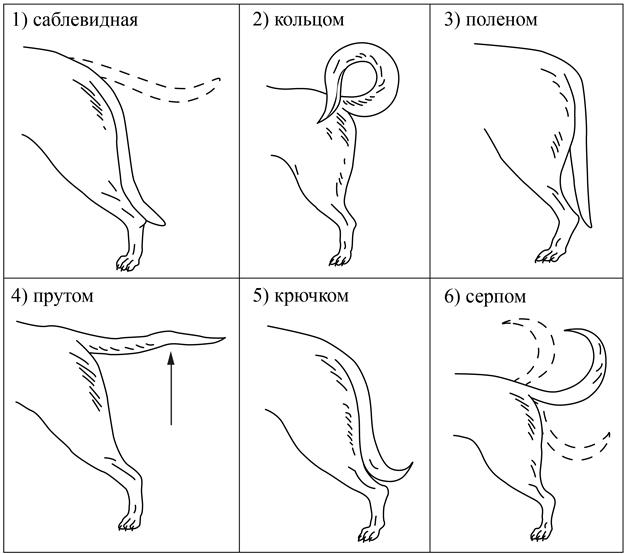 1) саблевидная
2) кольцом
3) поленом
4) прутом
5) крючком
6) серпом